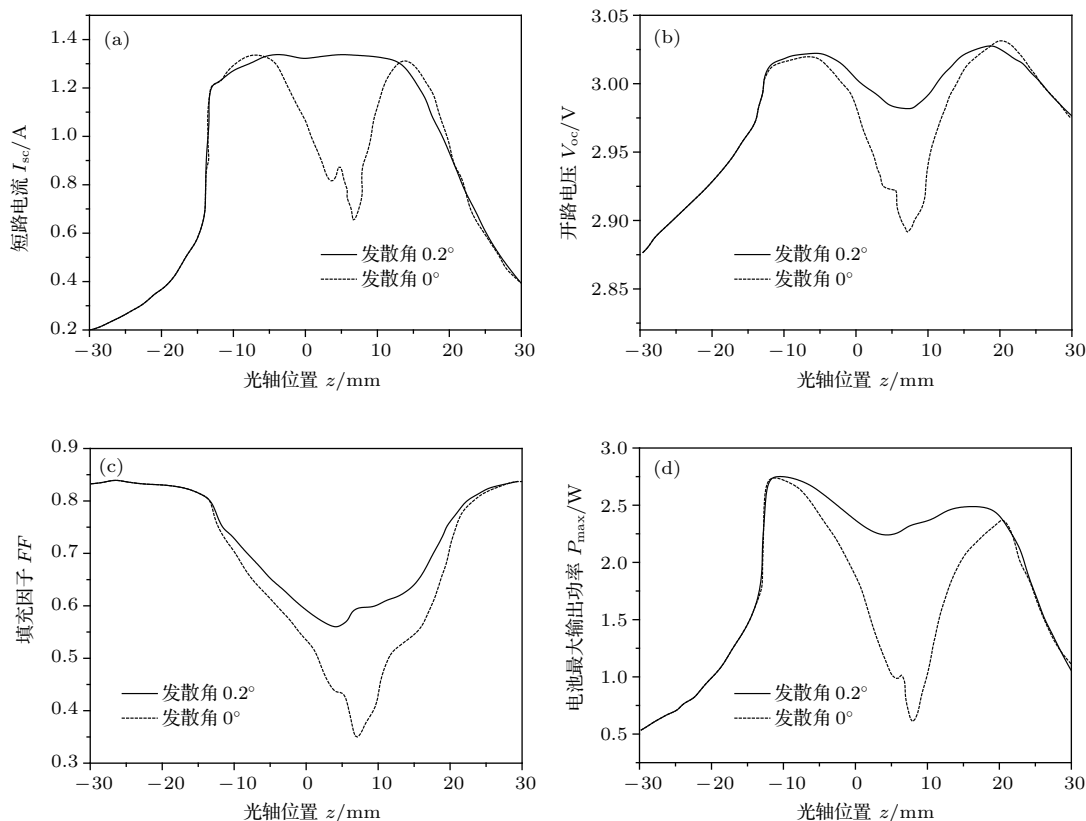 (a)
1.4
1.2
1.0
0.8
0.6
0.4
0.2
短路电流 Isc/A
发散角 0.2°
发散角 0°
−30 −20 −10 0 10 20 30
光轴位置 z/mm
(b)
3.05
3.00
2.95
2.90
2.85
开路电压 Voc/V
发散角 0.2°
发散角 0°
−30 −20 −10 0 10 20 30
光轴位置 z/mm
(c)
0.9
0.8
0.7
0.6
0.5
0.4
0.3
填充因子 FF
发散角 0.2°
发散角 0°
−30 −20 −10 0 10 20 30
光轴位置 z/mm
(d)
3.0
2.5
2.0
1.5
1.0
0.5
电池最大输出功率 Pmax/W
发散角 0.2°
发散角 0°
−30 −20 −10 0 10 20 30
光轴位置 z/mm